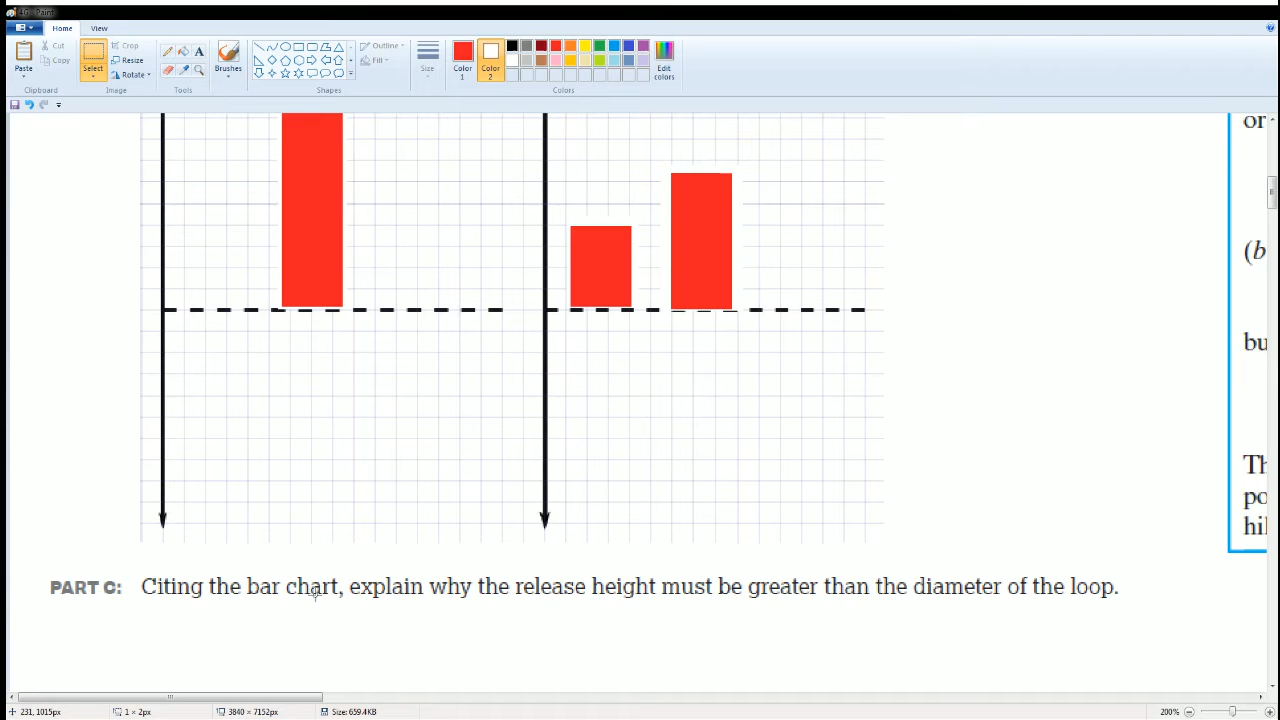 4G - Paint
Home View
Paste
Cut
Copy
Clipboard
Select
Crop
Resize
Rotate
Image
Tools
Brushes
Shapes
Outline
Fill
Size
Color 1
Color 2
Edit colors
Colors
or
(b
bu
Th
po
hil
PART C: Citing the bar chart, explain why the release height must be greater than the diameter of the loop.
231, 1015px 1 × 2px 3840 × 7152px Size: 659.4KB 200%